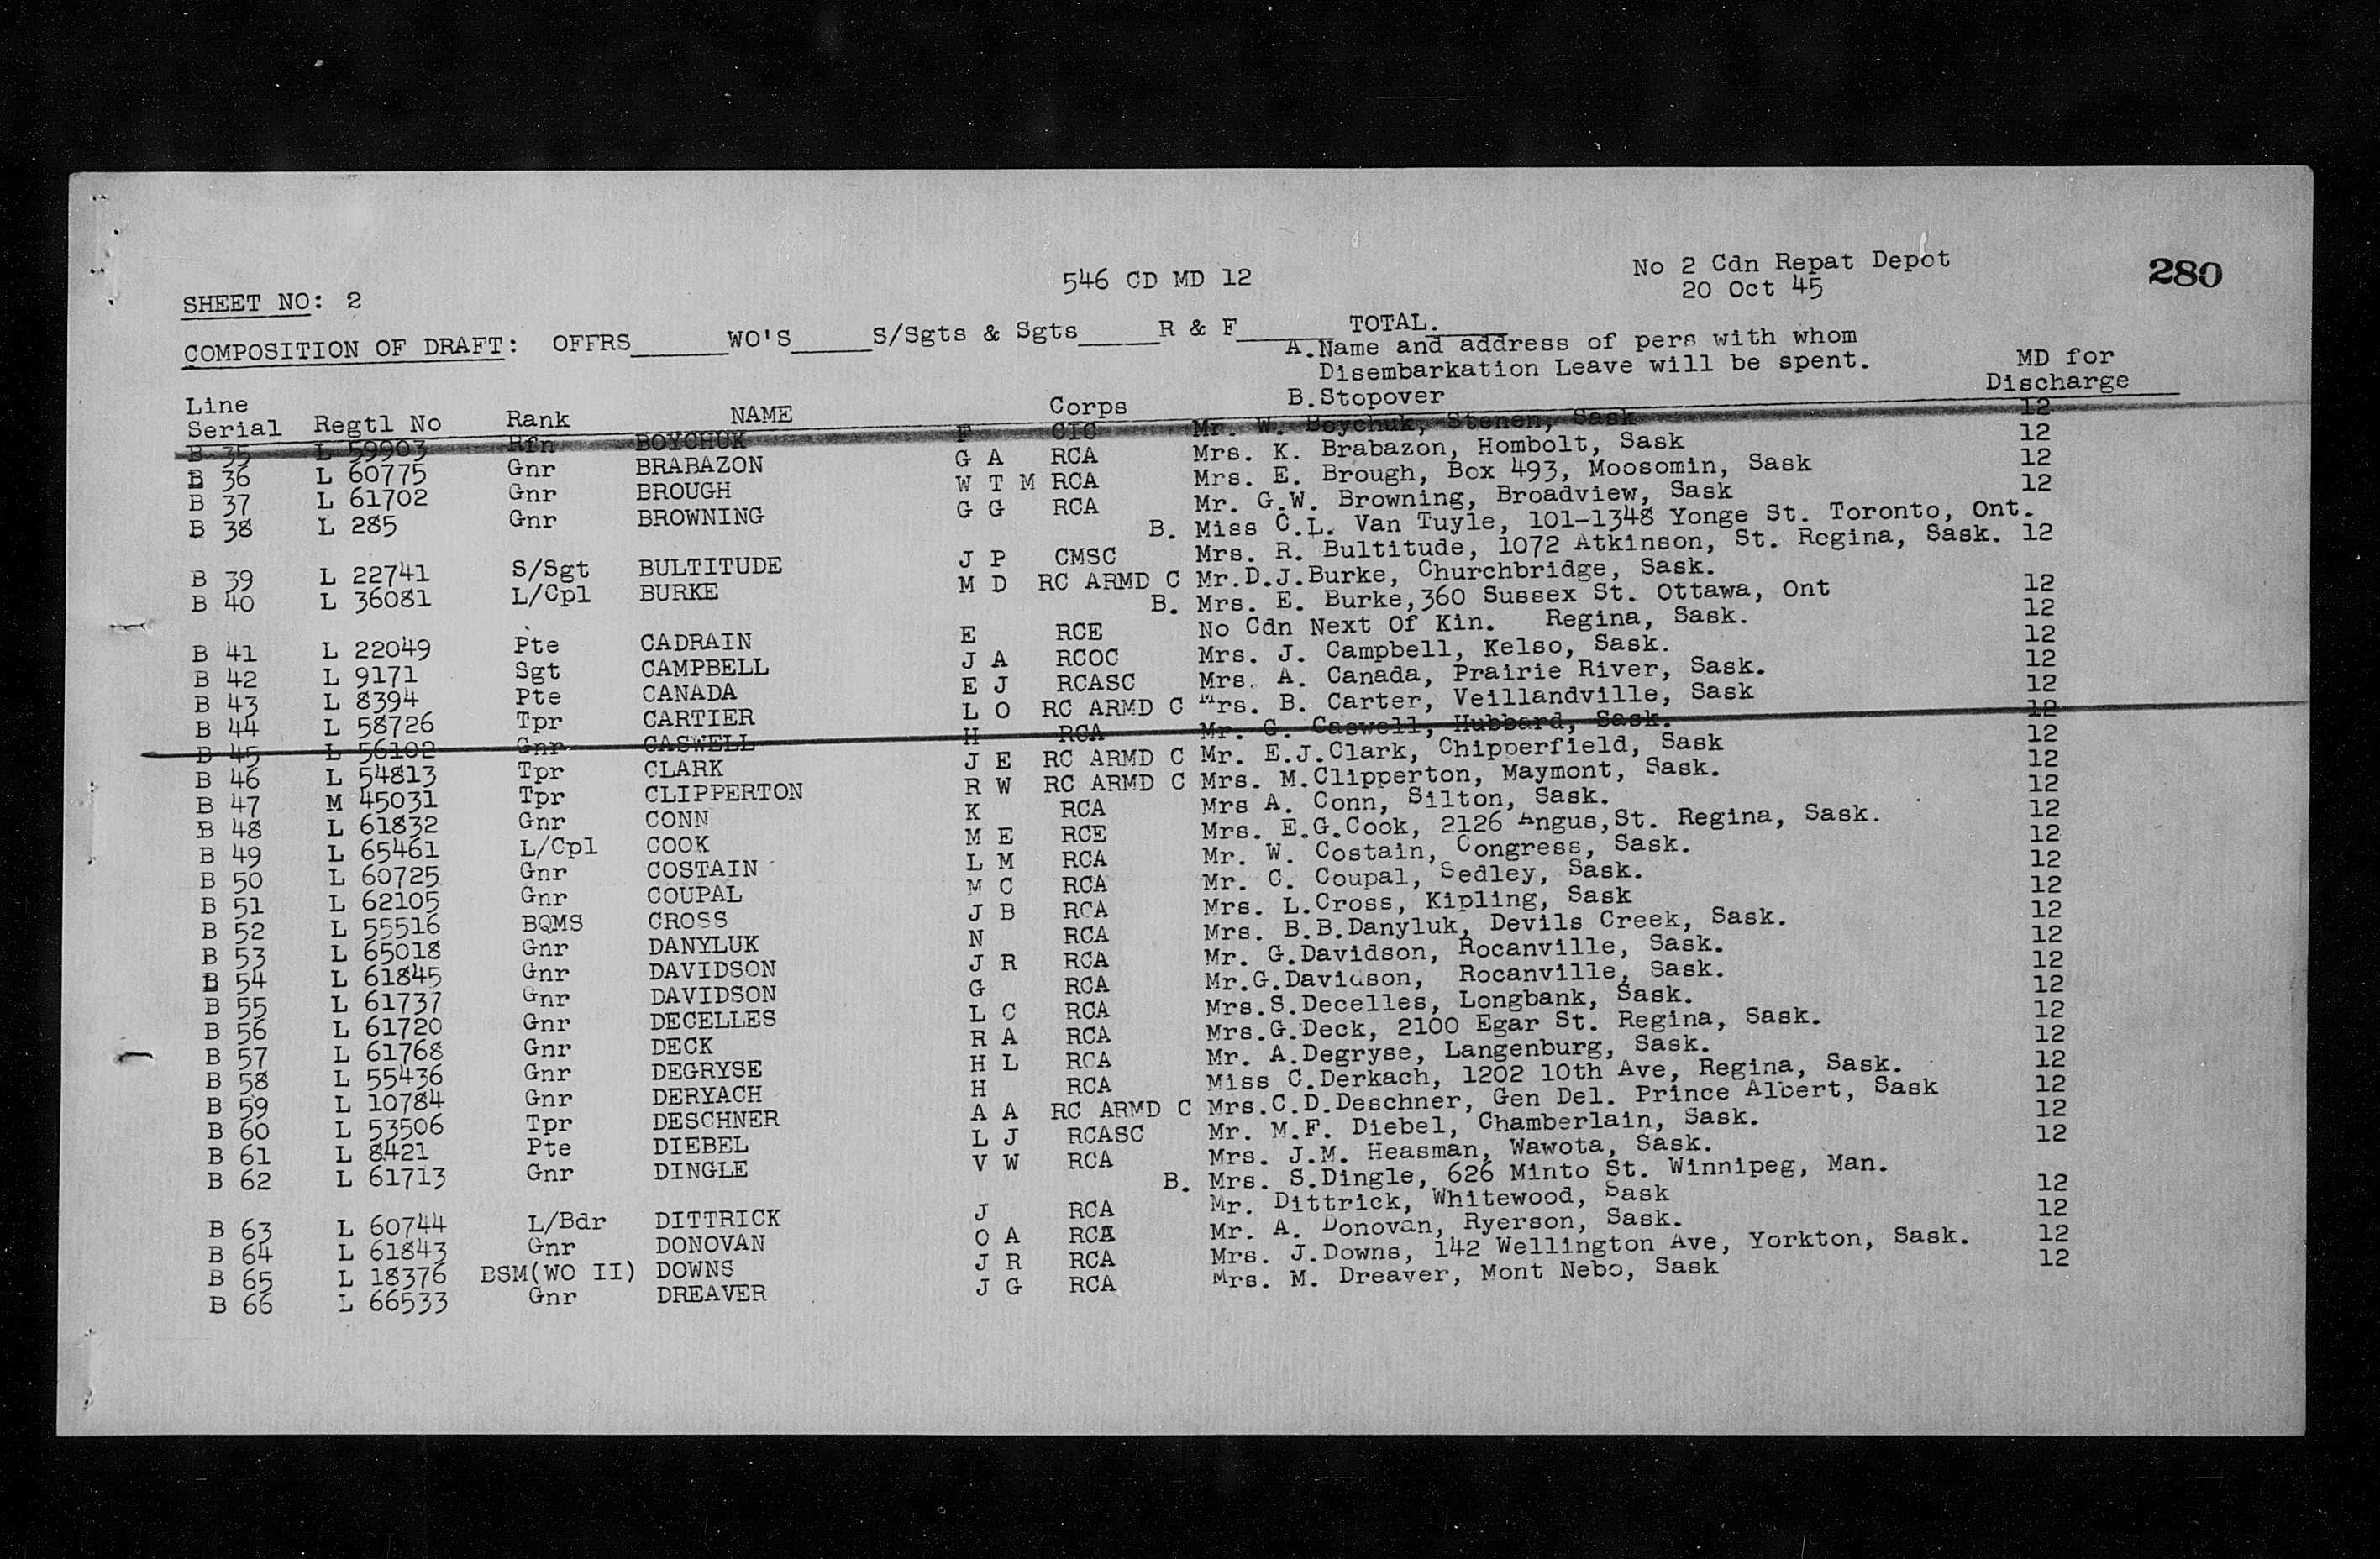 546 CD MD 12
No 2 Cdn Repat Depot
280
SHEET NO: 2
20 Oct 45
COMPOSITION OF DRAFT: OFFRS______WO'S_____S/Sgts & Sgts_____R & F_______TOTAL.____
A.Name and address of pers with whom
Disembarkation Leave will be spent.
MD for
Discharge
B.Stopover
Line
Serial Regtl No Rank NAME Corps
B 35 L 59903 Rfn BOYCHUK F CIC Mr. W. Boychuk, Stenen, Sask 12
B 36 L 60775 Gnr BRABAZON G A RCA Mrs. K. Brabazon, Hombolt, Sask 12
B 37 L 61702 Gnr BROUGH W T M RCA Mrs. E. Brough, Box 493, Moosomin, Sask 12
B 38 L 285 Gnr BROWNING G G RCA Mr. G.W. Browning, Broadview, Sask 12
B. Miss C.L. Van Tuyle, 101-1348 Yonge St. Toronto, Ont.
B 39 L 22741 S/Sgt BULTITUDE J P CMSC Mrs. R. Bultitude, 1072 Atkinson, St. Regina, Sask. 12
B 40 L 36081 L/Cpl BURKE M D RC ARMD C Mr.D.J.Burke, Churchbridge, Sask.
B. Mrs. E. Burke,360 Sussex St. Ottawa, Ont 12
B 41 L 22049 Pte CADRAIN E RCE No Cdn Next Of Kin. Regina, Sask. 12
B 42 L 9171 Sgt CAMPBELL J A RCOC Mrs. J. Campbell, Kelso, Sask. 12
B 43 L 8394 Pte CANADA E J RCASC Mrs. A. Canada, Prairie River, Sask. 12
B 44 L 58726 Tpr CARTIER L O RC ARMD C Mrs. B. Carter, Veillandville, Sask 12
B 45 L 56102 Gnr CASWELL H RCA Mr. G. Caswell, Hubbard, Sask. 12
B 46 L 54813 Tpr CLARK J E RC ARMD C Mr. E.J.Clark, Chipperfield, Sask 12
B 47 M 45031 Tpr CLIPPERTON R W RC ARMD C Mrs. M.Clipperton, Maymont, Sask. 12
B 48 L 61832 Gnr CONN K RCA Mrs A. Conn, Silton, Sask. 12
B 49 L 65461 L/Cpl COOK M E RCE Mrs. E.G.Cook, 2126 Angus,St. Regina, Sask. 12
B 50 L 60725 Gnr COSTAIN L M RCA Mr. W. Costain, Congress, Sask. 12
B 51 L 62105 Gnr COUPAL M C RCA Mr. C. Coupal, Sedley, Sask. 12
B 52 L 55516 BQMS CROSS J B RCA Mrs. L.Cross, Kipling, Sask 12
B 53 L 65018 Gnr DANYLUK N RCA Mrs. B.B.Danyluk, Devils Creek, Sask. 12
B 54 L 61845 Gnr DAVIDSON J R RCA Mr. G.Davidson, Rocanville, Sask. 12
B 55 L 61737 Gnr DAVIDSON G RCA Mr.G.Davidson, Rocanville, Sask. 12
B 56 L 61720 Gnr DECELLES L C RCA Mrs.S.Decelles, Longbank, Sask. 12
B 57 L 61768 Gnr DECK R A RCA Mrs.G.Deck, 2100 Egar St. Regina, Sask. 12
B 58 L 55436 Gnr DEGRYSE H L RCA Mr. A.Degryse, Langenburg, Sask. 12
B 59 L 10784 Gnr DERYACH H RCA Miss C.Derkach, 1202 10th Ave, Regina, Sask. 12
B 60 L 53506 Tpr DESCHNER A A RC ARMD C Mrs.C.D.Deschner, Gen Del. Prince Albert, Sask 12
B 61 L 8421 Pte DIEBEL L J RCASC Mr. M.F. Diebel, Chamberlain, Sask. 12
B 62 L 61713 Gnr DINGLE V W RCA Mrs. J.M. Heasman, Wawota, Sask. 12
B. Mrs. S.Dingle, 626 Minto St. Winnipeg, Man.
B 63 L 60744 L/Bdr DITTRICK J RCA Mr. Dittrick, Whitewood, Sask 12
B 64 L 61843 Gnr DONOVAN O A RCA Mr. A. Donovan, Ryerson, Sask. 12
B 65 L 18376 BSM(WO II) DOWNS J R RCA Mrs. J.Downs, 142 Wellington Ave, Yorkton, Sask. 12
B 66 L 66533 Gnr DREAVER J G RCA Mrs. M. Dreaver, Mont Nebo, Sask 12